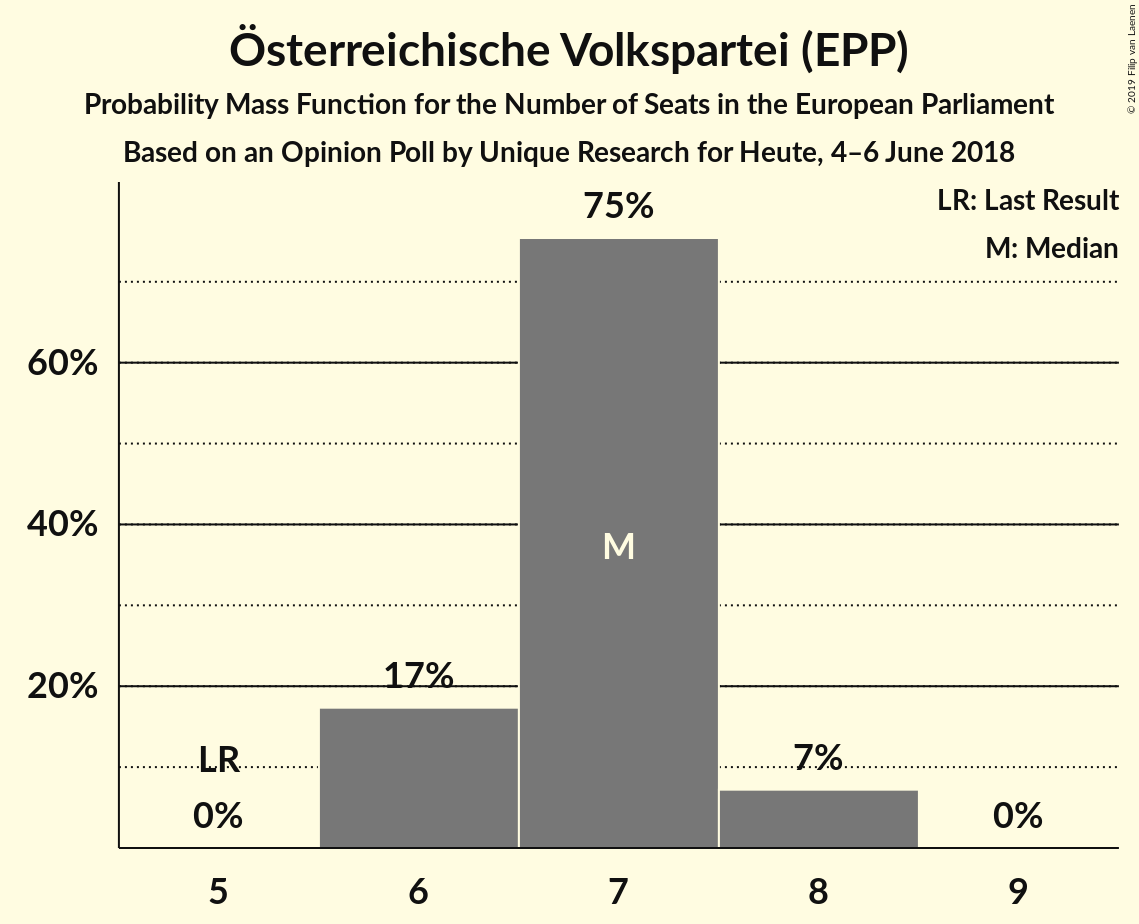 Österreichische Volkspartei (EPP)
Probability Mass Function for the Number of Seats in the European Parliament
Based on an Opinion Poll by Unique Research for Heute, 4–6 June 2018
© 2019 Filip van Laenen
LR: Last Result
M: Median
75%
60%
40%
M
17%
20%
LR
7%
0%
0%
5
6
7
8
9